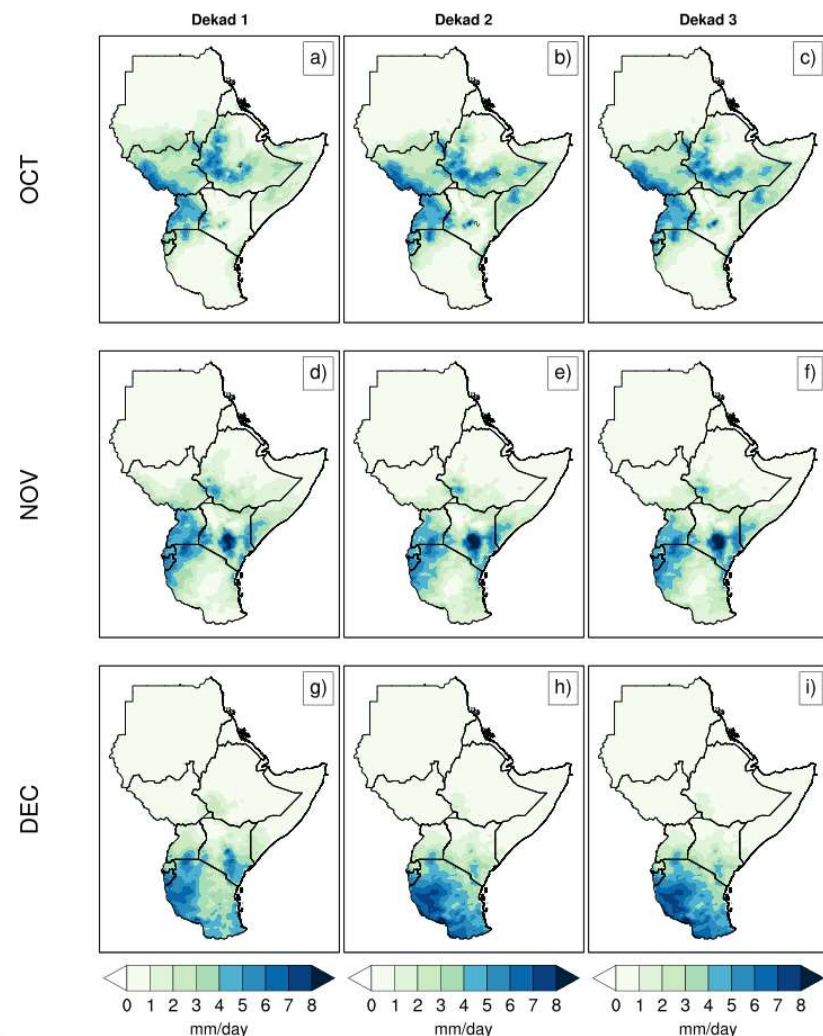 Dekad 1 Dekad 2 Dekad 3
OCT
a) b) c)
NOV
d) e) f)
DEC
g) h) i)
0 1 2 3 4 5 6 7 8 0 1 2 3 4 5 6 7 8 0 1 2 3 4 5 6 7 8
mm/day mm/day mm/day